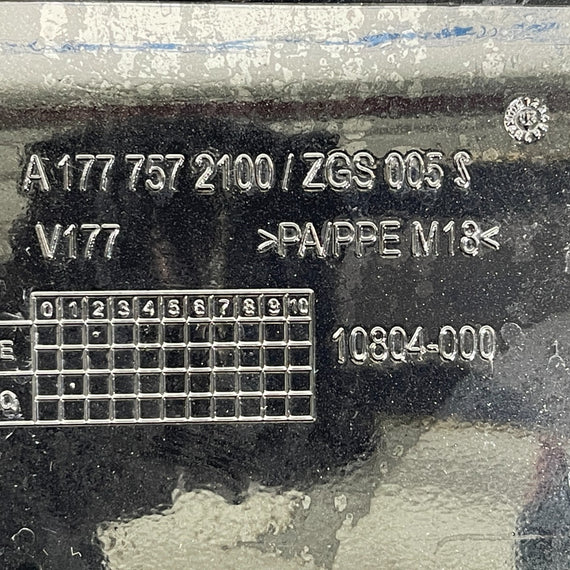 A 177 757 2100 / ZGS 005
V177 >PA/PPE M18<
0 1 2 3 4 5 6 7 8 9 10
E
Q
10804-000